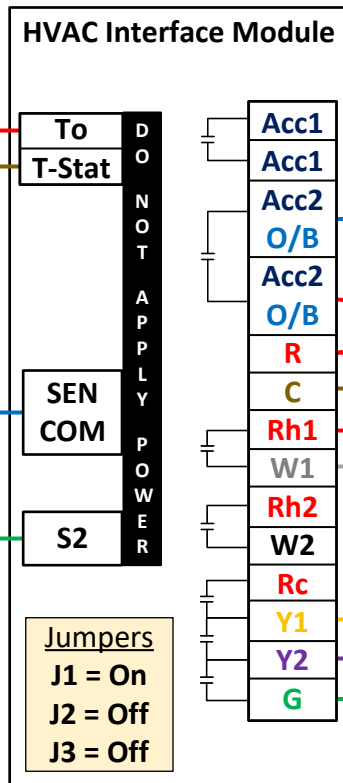 HVAC Interface Module
To
T-Stat
DO NOT APPLY POWER
SEN
COM
S2
Jumpers
J1 = On
J2 = Off
J3 = Off
Acc1
Acc1
Acc2
O/B
Acc2
O/B
R
C
Rh1
W1
Rh2
W2
Rc
Y1
Y2
G